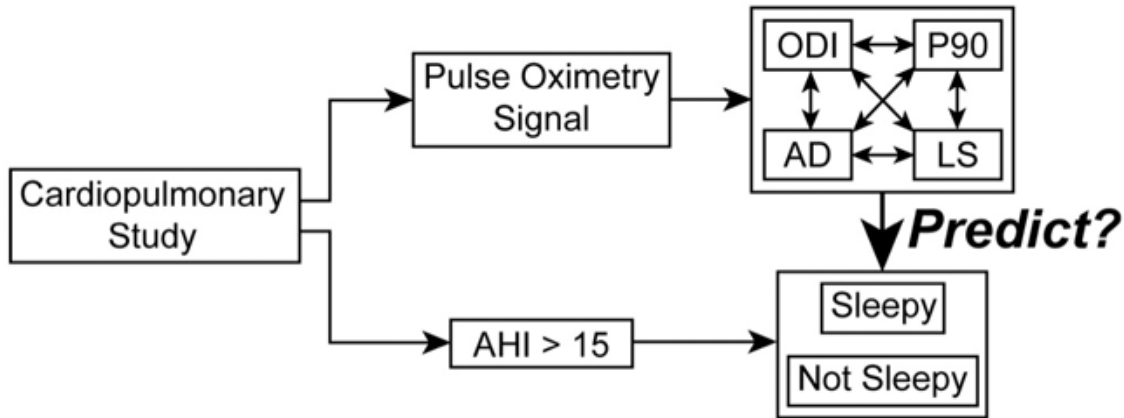 Cardiopulmonary
Study
Pulse Oximetry
Signal
ODI
P90
AD
LS
Predict?
AHI > 15
Sleepy
Not Sleepy